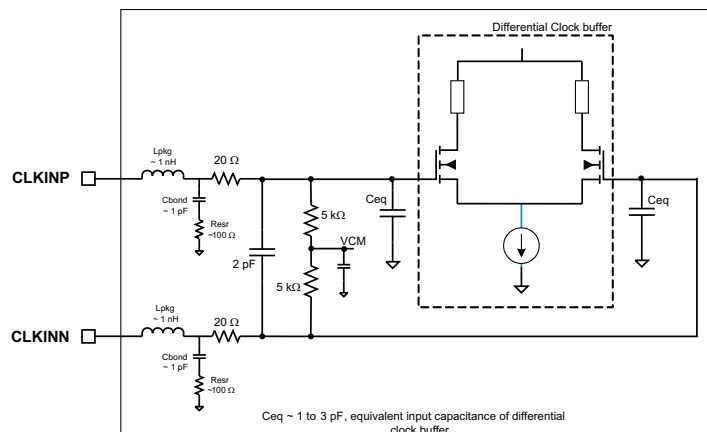 Differential Clock buffer
Lpkg
~ 1 nH
20 Ω
CLKINP
Cbond
~ 1 pF
Resr
~100 Ω
5 kΩ
Ceq
Ceq
VCM
2 pF
5 kΩ
Lpkg
~ 1 nH
20 Ω
CLKINN
Cbond
~ 1 pF
Resr
~100 Ω
Ceq ~ 1 to 3 pF, equivalent input capacitance of differential
clock buffer